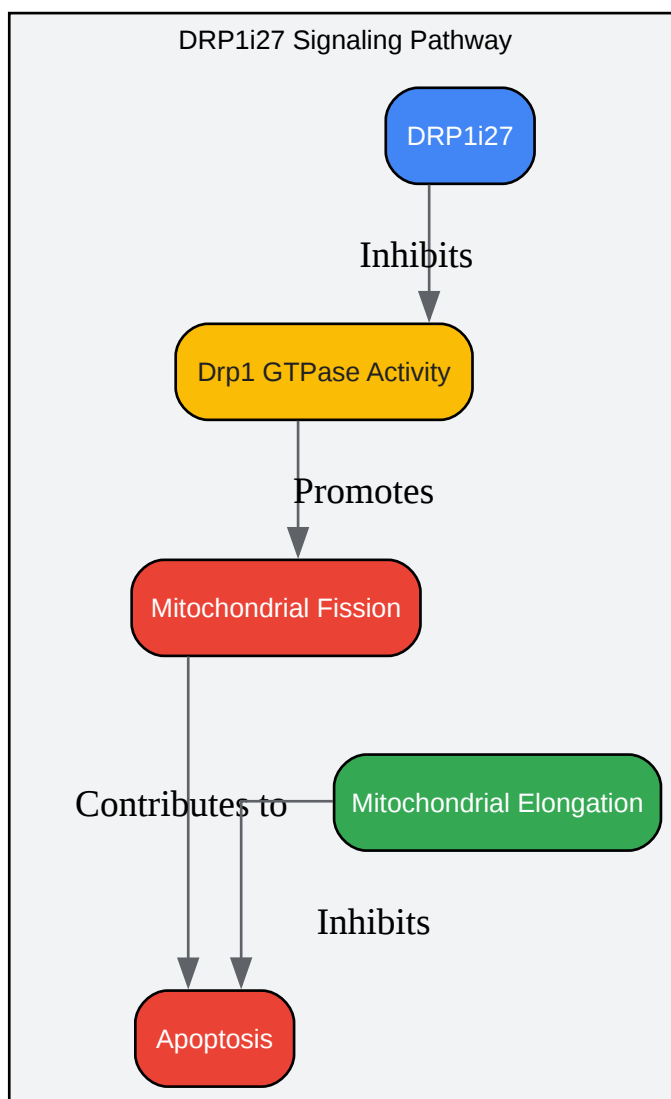 DRP1i27 Signaling Pathway
DRP1i27
Inhibits
Drp1 GTPase Activity
Promotes
Mitochondrial Fission
Contributes to
Mitochondrial Elongation
Inhibits
Apoptosis